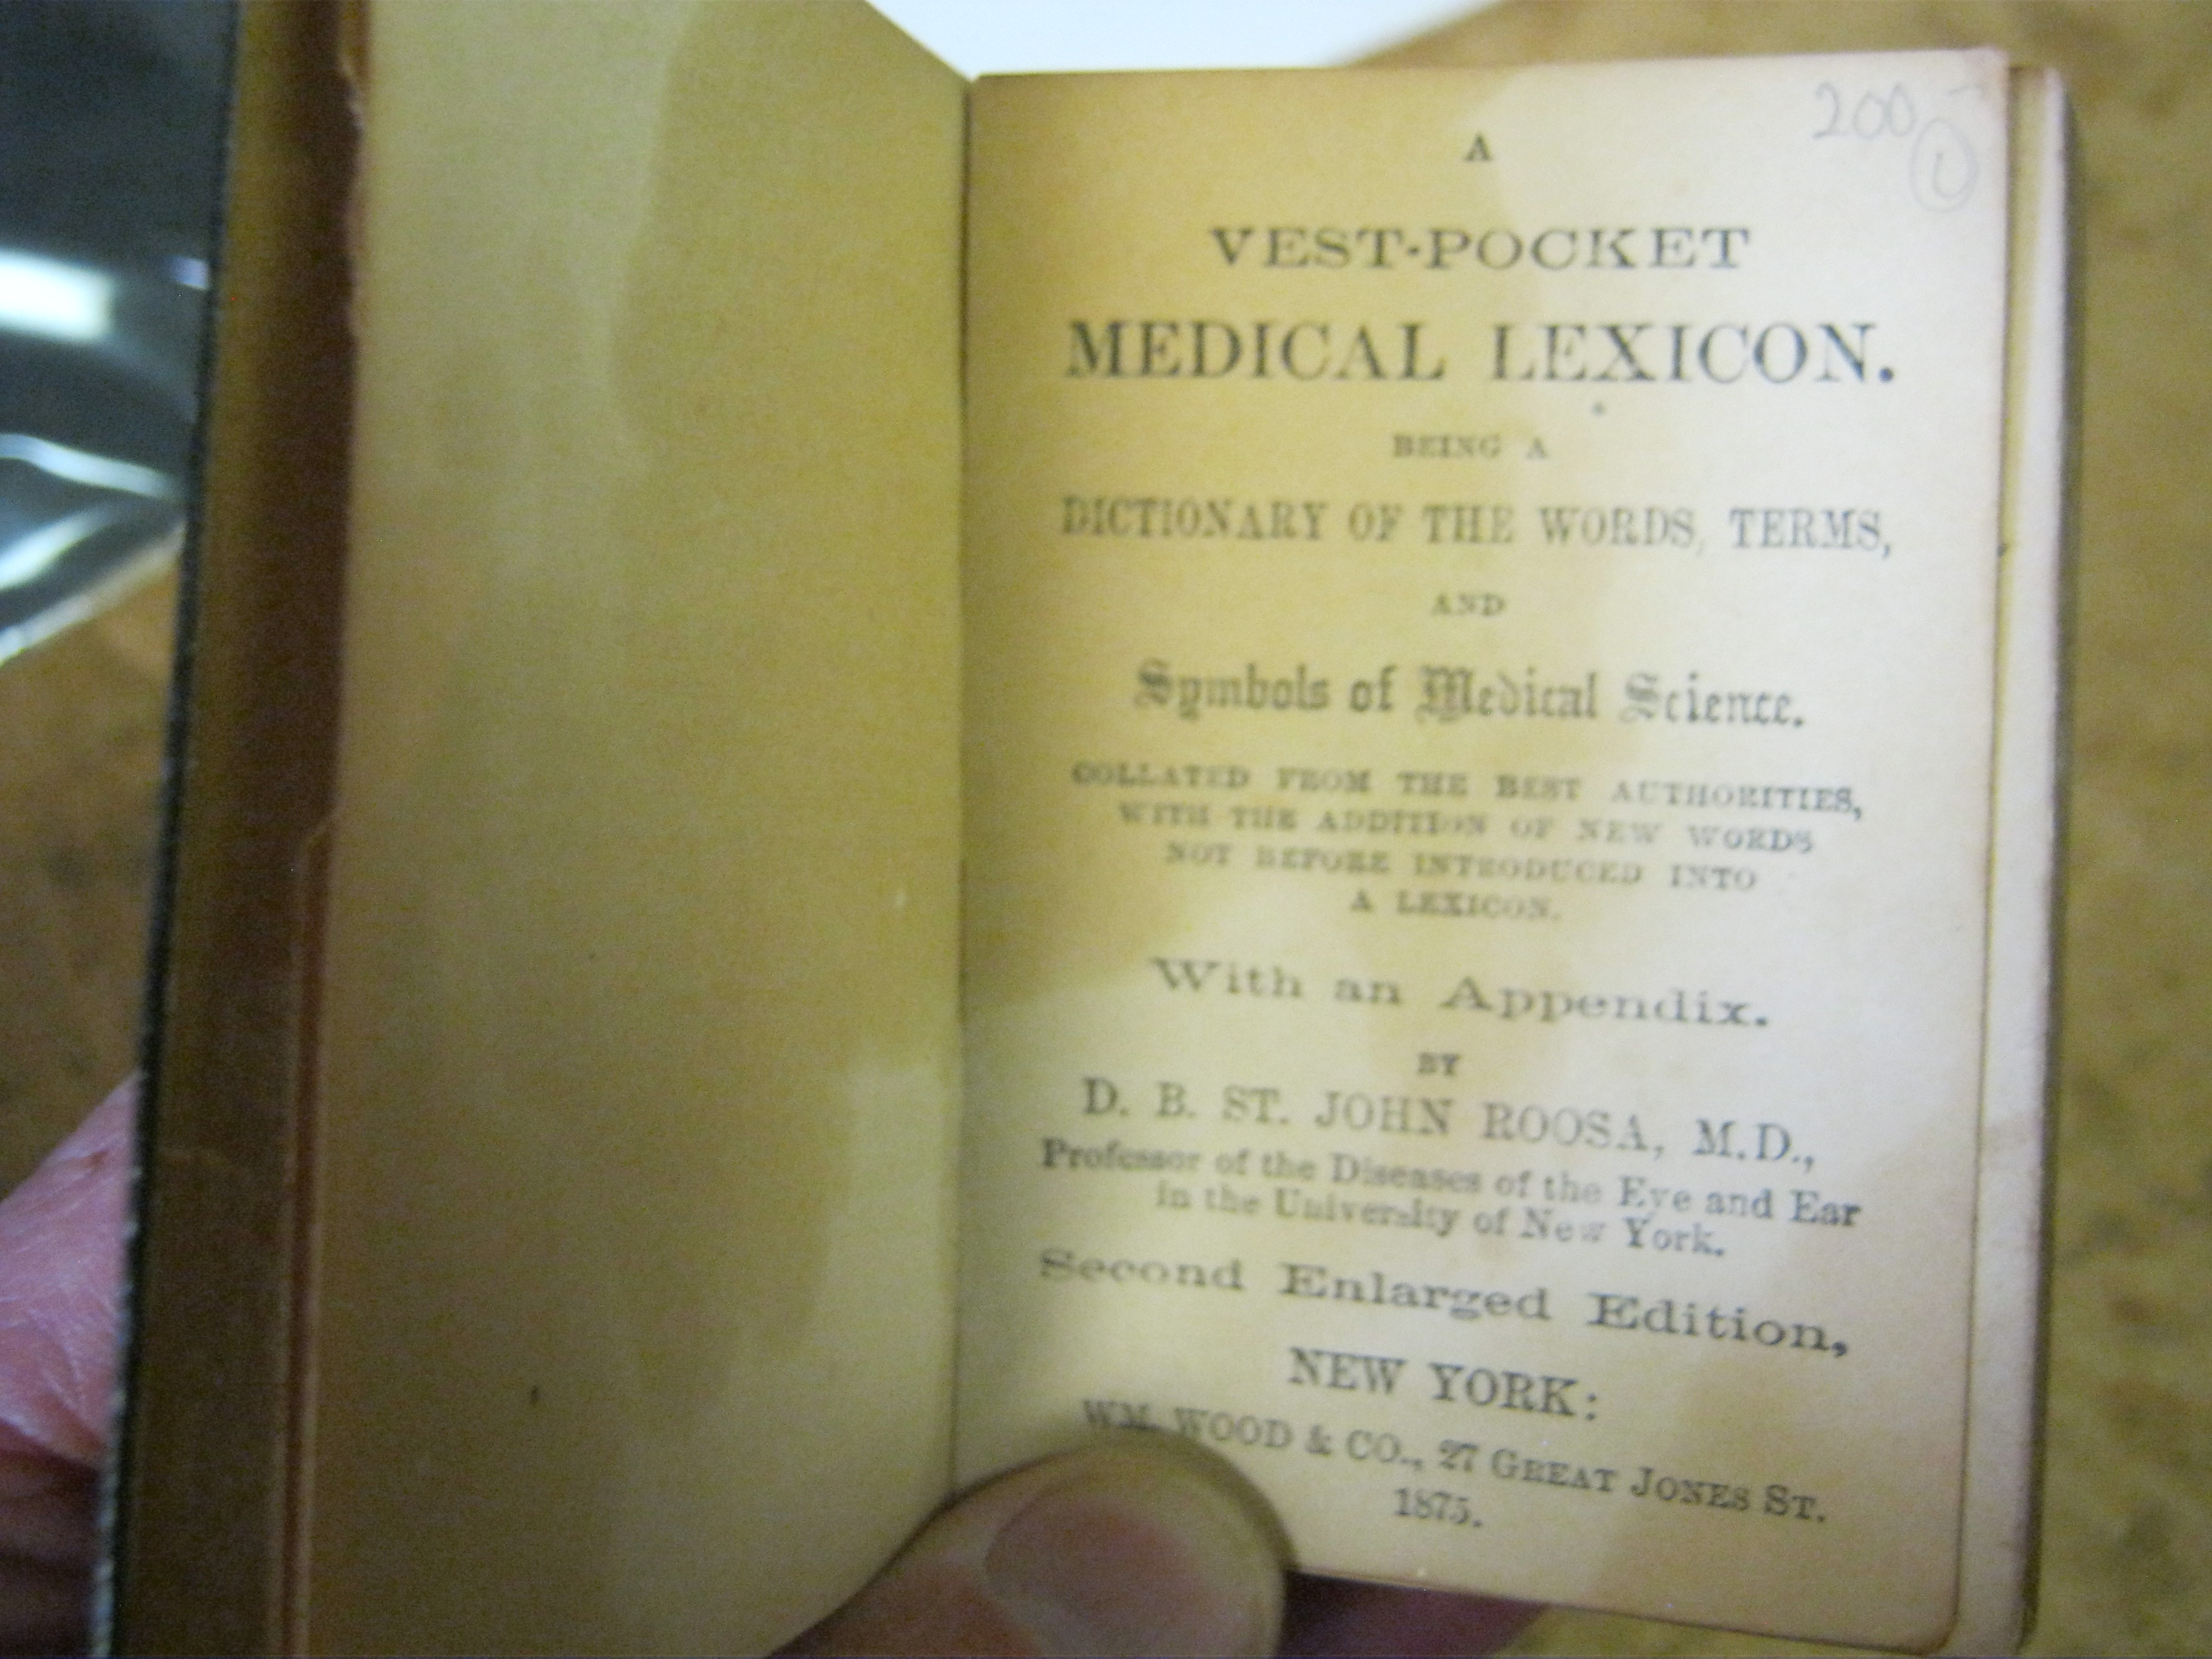 200
A
VEST-POCKET
MEDICAL LEXICON.
BEING A
DICTIONARY OF THE WORDS, TERMS,
AND
Symbols of Medical Science.
COLLATED FROM THE BEST AUTHORITIES,
WITH THE ADDITION OF NEW WORDS
NOT BEFORE INTRODUCED INTO
A LEXICON.
With an Appendix.
BY
D. B. ST. JOHN ROOSA, M.D.,
Professor of the Diseases of the Eye and Ear
in the University of New York.
Second Enlarged Edition,
NEW YORK:
WM. WOOD & CO., 27 GREAT JONES ST.
1875.